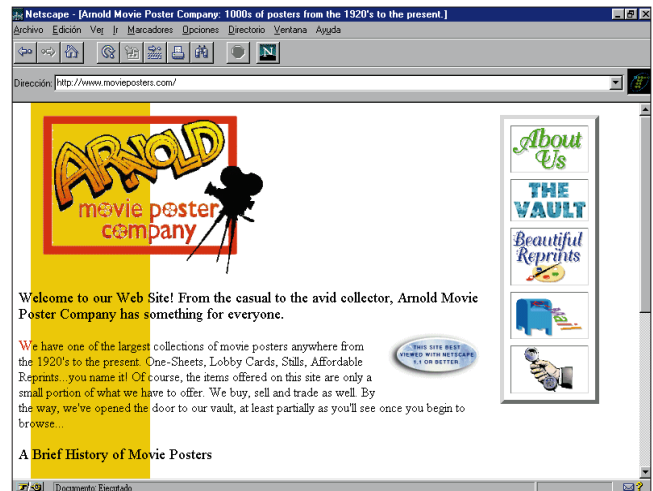 Netscape - [Arnold Movie Poster Company: 1000s of posters from the 1920's to the present.]
Archivo Edición Ver Ir Marcadores Opciones Directorio Ventana Ayuda
N
Dirección: http://www.movieposters.com/
ARNOLD
movie poster
company
About
Us
THE
VAULT
Beautiful
Reprints
Welcome to our Web Site! From the casual to the avid collector, Arnold Movie
Poster Company has something for everyone.
We have one of the largest collections of movie posters anywhere from
the 1920's to the present. One-Sheets, Lobby Cards, Stills, Affordable
Reprints...you name it! Of course, the items offered on this site are only a
small portion of what we have to offer. We buy, sell and trade as well. By
the way, we've opened the door to our vault, at least partially as you'll see once you begin to
browse...
THIS SITE BEST
VIEWED WITH NETSCAPE
1.1 OR BETTER
A Brief History of Movie Posters
Documento: Ejecutado